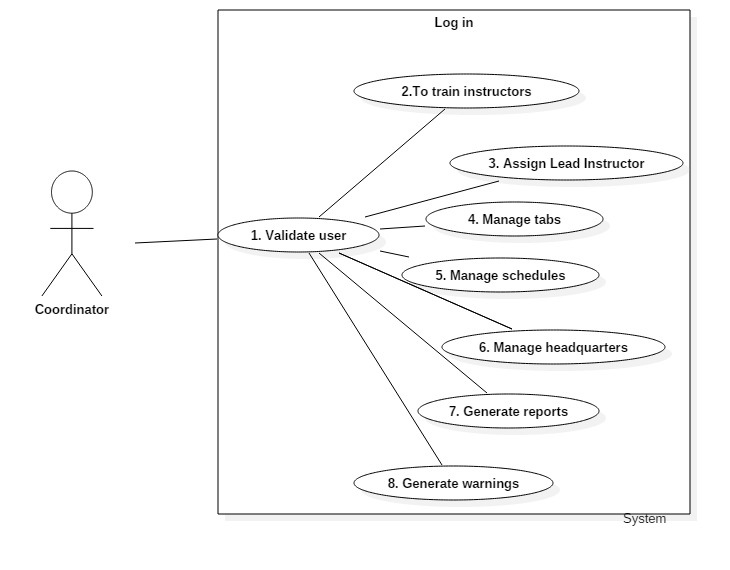 Log in
2.To train instructors
3. Assign Lead Instructor
4. Manage tabs
1. Validate user
5. Manage schedules
Coordinator
6. Manage headquarters
7. Generate reports
8. Generate warnings
System